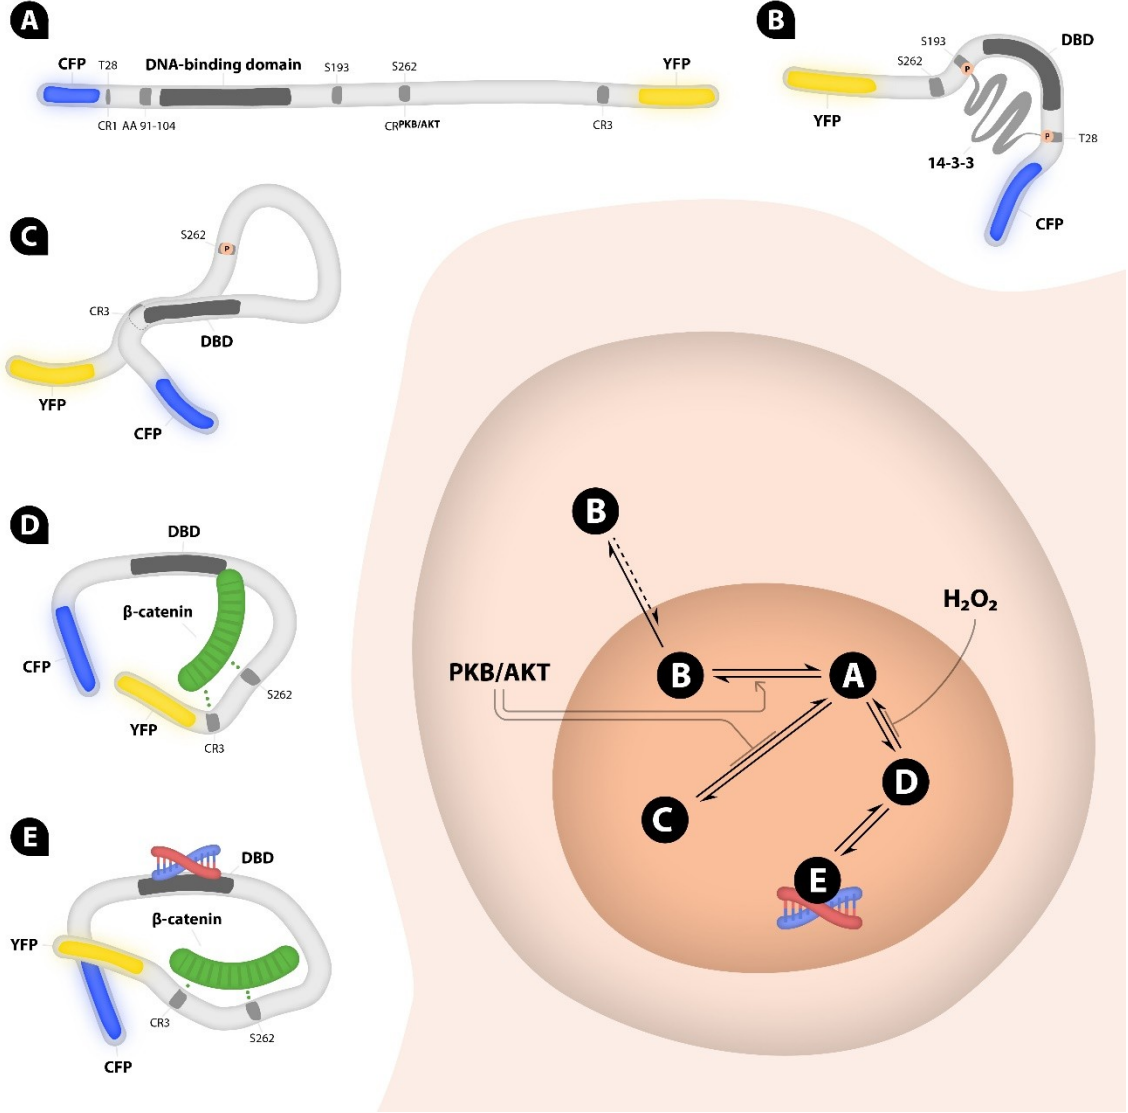 A
CFP
T28
DNA-binding domain
S193
S262
YFP
CR1
AA 91-104
CRPKB/AKT
CR3
B
S193
S262
P
DBD
YFP
14-3-3
P
T28
CFP
C
S262
P
CR3
DBD
YFP
CFP
D
DBD
β-catenin
CFP
YFP
S262
CR3
E
DBD
β-catenin
YFP
CR3
S262
CFP
B
H₂O₂
PKB/AKT
B
A
D
C
E